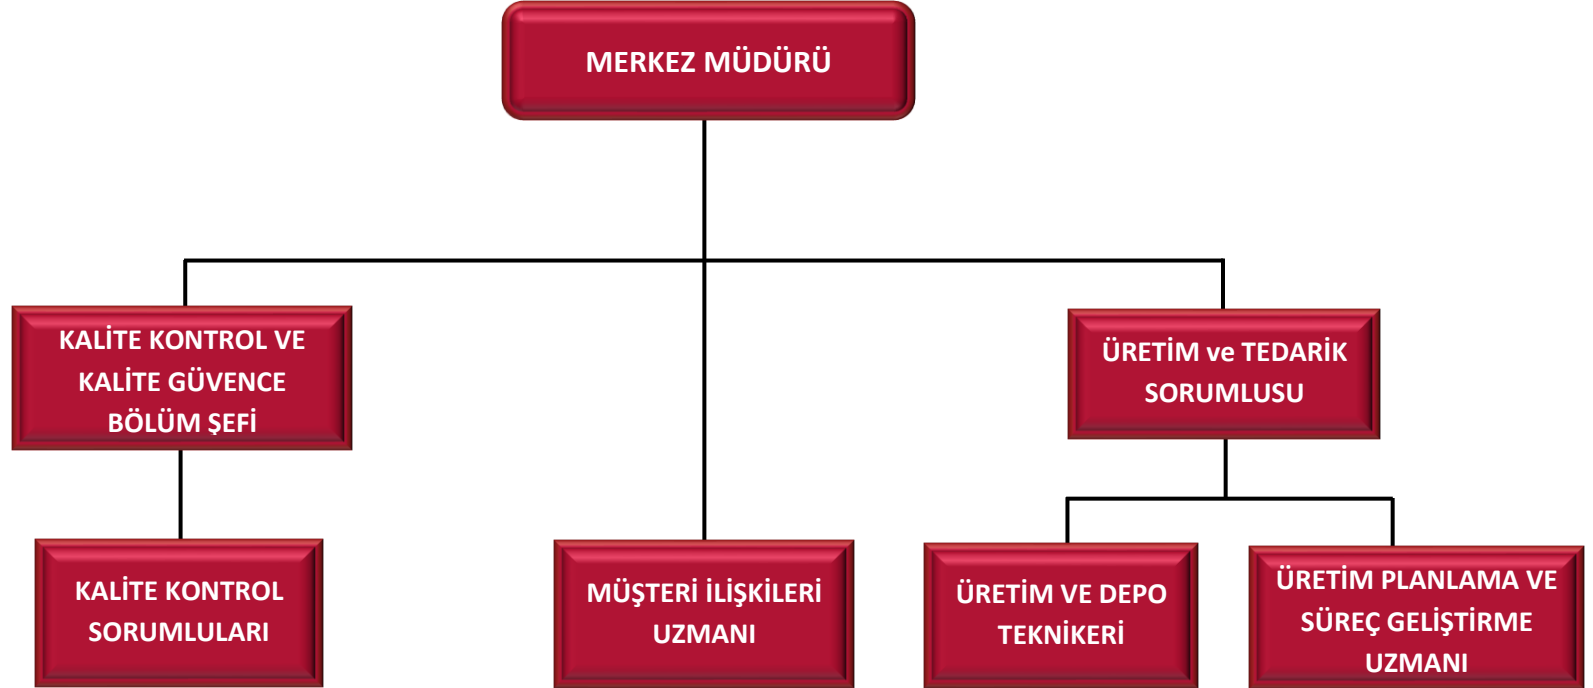 MERKEZ MÜDÜRÜ
KALİTE KONTROL VE
KALİTE GÜVENCE
BÖLÜM ŞEFİ
ÜRETİM ve TEDARİK
SORUMLUSU
KALİTE KONTROL
SORUMLULARI
MÜŞTERİ İLİŞKİLERİ
UZMANI
ÜRETİM VE DEPO
TEKNİKERİ
ÜRETİM PLANLAMA VE
SÜREÇ GELİŞTİRME
UZMANI